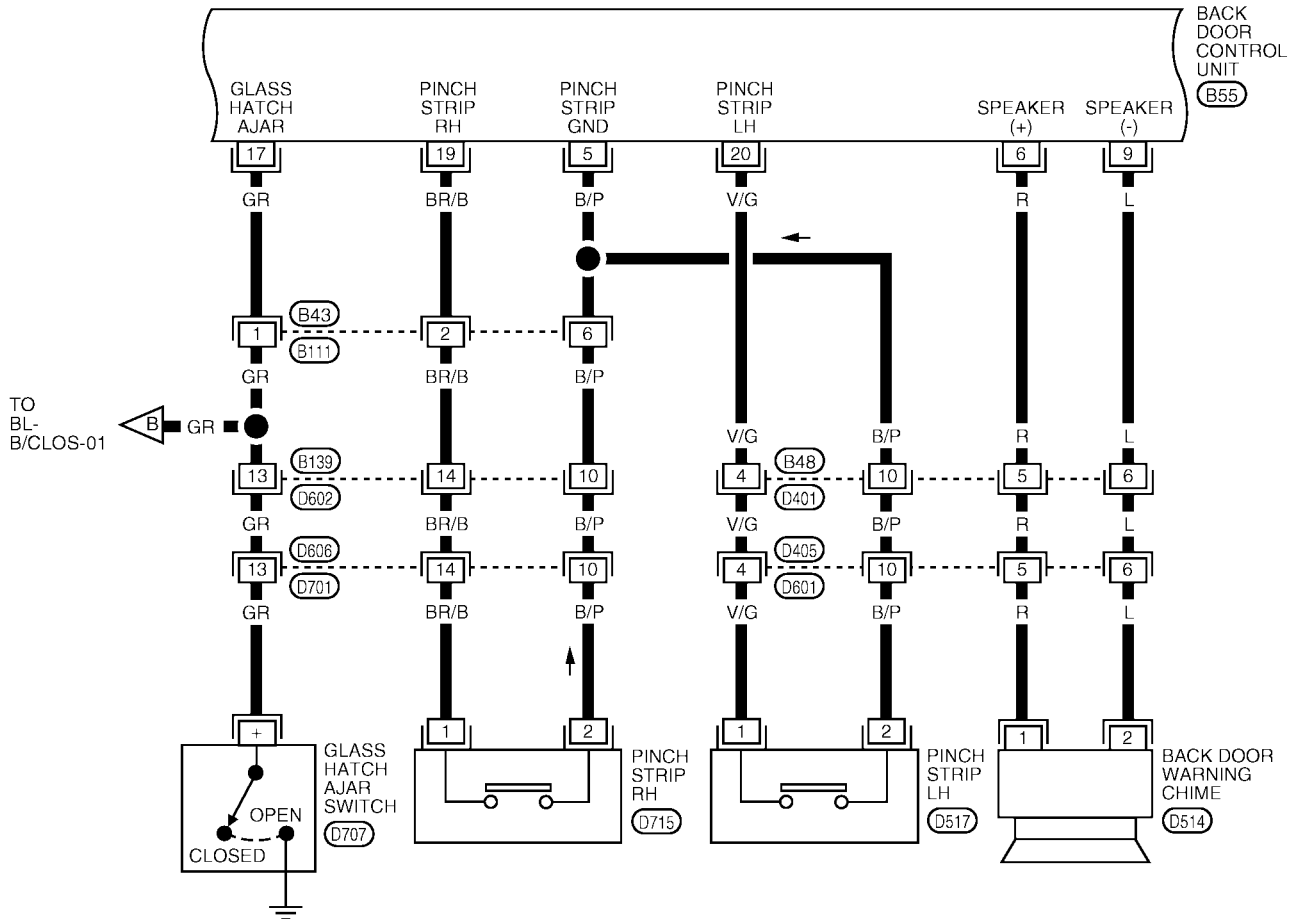 BACK
DOOR
CONTROL
UNIT
B55
GLASS
HATCH
AJAR
PINCH
STRIP
RH
PINCH
STRIP
GND
PINCH
STRIP
LH
SPEAKER
(+)
SPEAKER
(-)
17 19 5 20 6 9
GR BR/B B/P V/G R L
B43
1 2 6
B111
GR BR/B B/P
TO
BL-
B/CLOS-01
B GR
V/G B/P R L
B139 B48
13 14 10 4 10 5 6
D602 D401
GR BR/B B/P V/G B/P R L
D606 D405
13 14 10 4 10 5 6
D701 D601
GR BR/B B/P V/G B/P R L
+ 1 2 1 2 1 2
GLASS
HATCH
AJAR
SWITCH
D707
OPEN
CLOSED
PINCH
STRIP
RH
D715
PINCH
STRIP
LH
D517
BACK DOOR
WARNING
CHIME
D514